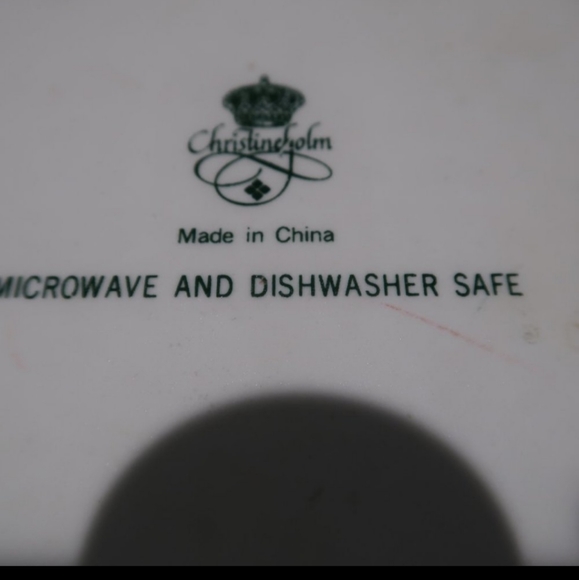 Christineholm
Made in China
MICROWAVE AND DISHWASHER SAFE